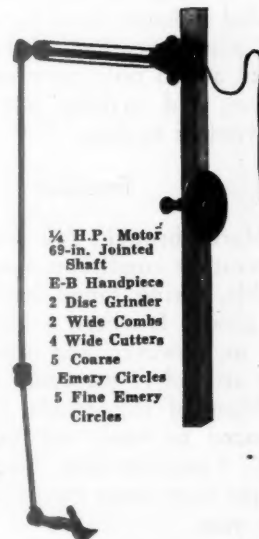 ¼ H.P. Motor
69-in. Jointed
Shaft
E-B Handpiece
2 Disc Grinder
2 Wide Combs
4 Wide Cutters
5 Coarse
Emery Circles
5 Fine Emery
Circles